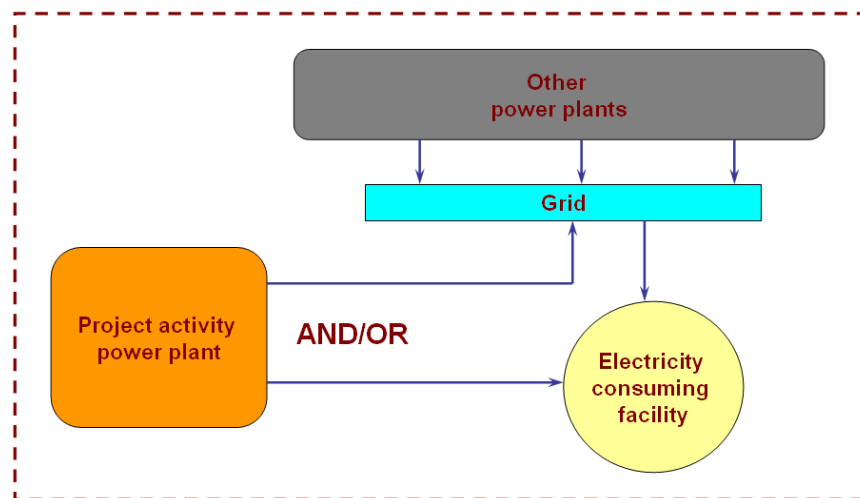 Other
power plants
Grid
Project activity
power plant
AND/OR
Electricity
consuming
facility